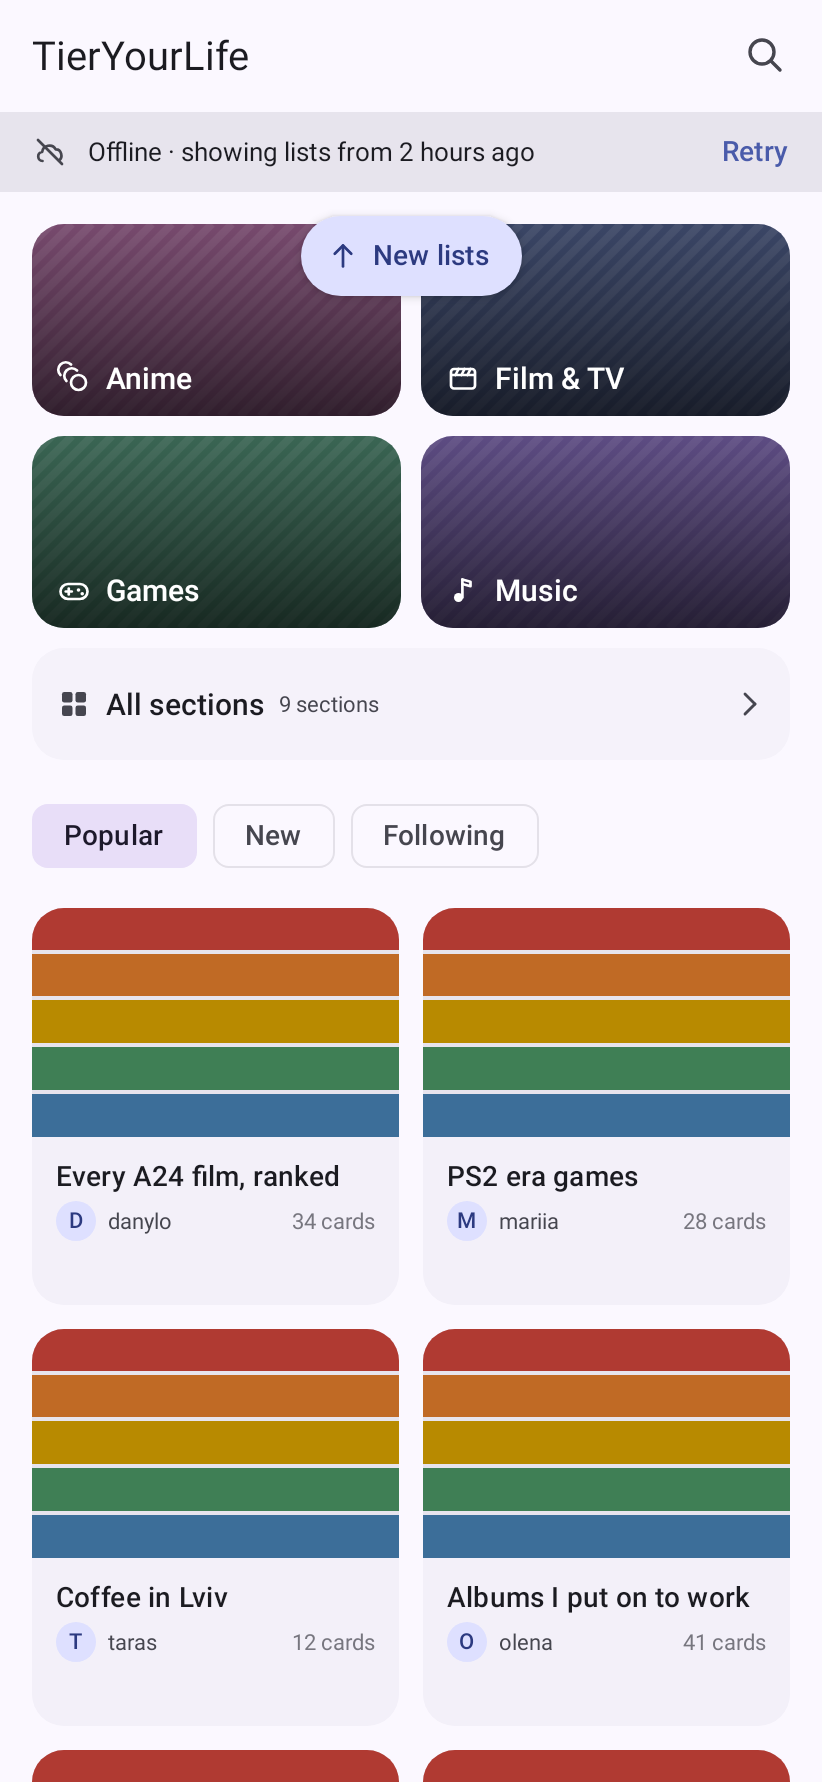 TierYourLife
Offline · showing lists from 2 hours ago
Retry
New lists
Anime
Film & TV
Games
Music
All sections 9 sections
Popular
New
Following
Every A24 film, ranked
D danylo 34 cards
PS2 era games
M mariia 28 cards
Coffee in Lviv
T taras 12 cards
Albums I put on to work
O olena 41 cards